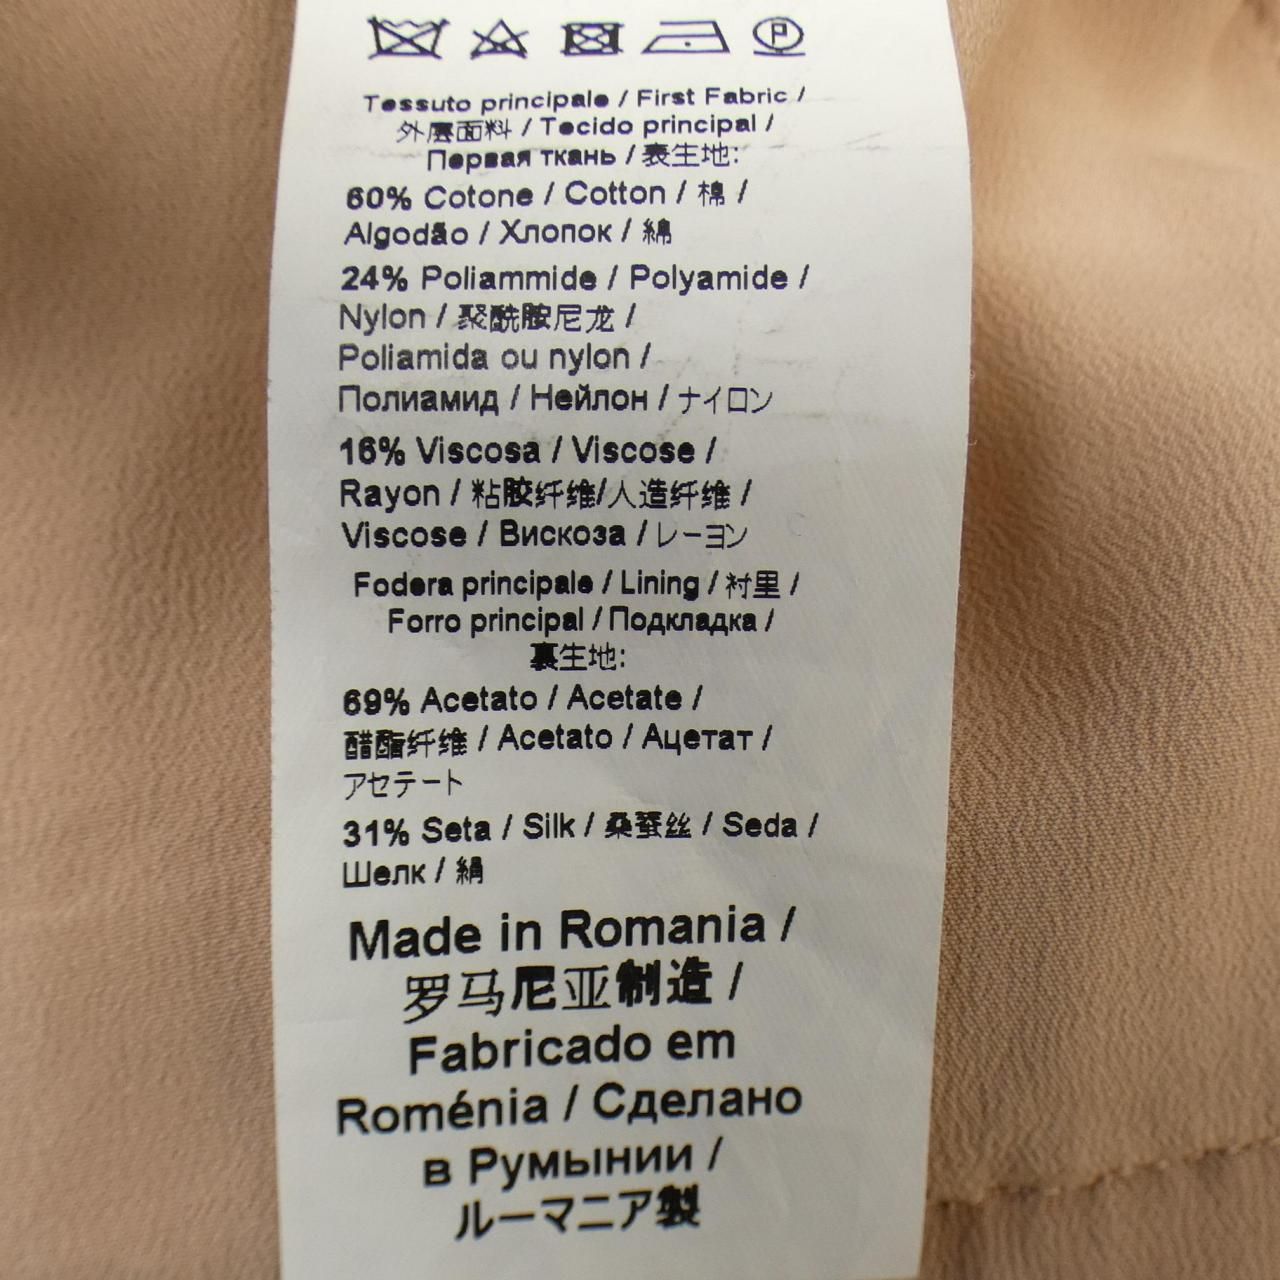 P
Tessuto principale / First Fabric /
外层面料 / Tecido principal /
Первая ткань / 表生地:
60% Cotone / Cotton / 棉 /
Algodão / Хлопок / 綿
24% Poliammide / Polyamide /
Nylon / 聚酰胺尼龙 /
Poliamida ou nylon /
Полиамид / Нейлон / ナイロン
16% Viscosa / Viscose /
Rayon / 粘胶纤维/人造纤维 /
Viscose / Вискоза / レーヨン
Fodera principale / Lining / 衬里 /
Forro principal / Подкладка /
裏生地:
69% Acetato / Acetate /
醋酯纤维 / Acetato / Ацетат /
アセテート
31% Seta / Silk / 桑蚕丝 / Seda /
Шелк / 絹
Made in Romania /
罗马尼亚制造 /
Fabricado em
Roménia / Сделано
в Румынии /
ルーマニア製